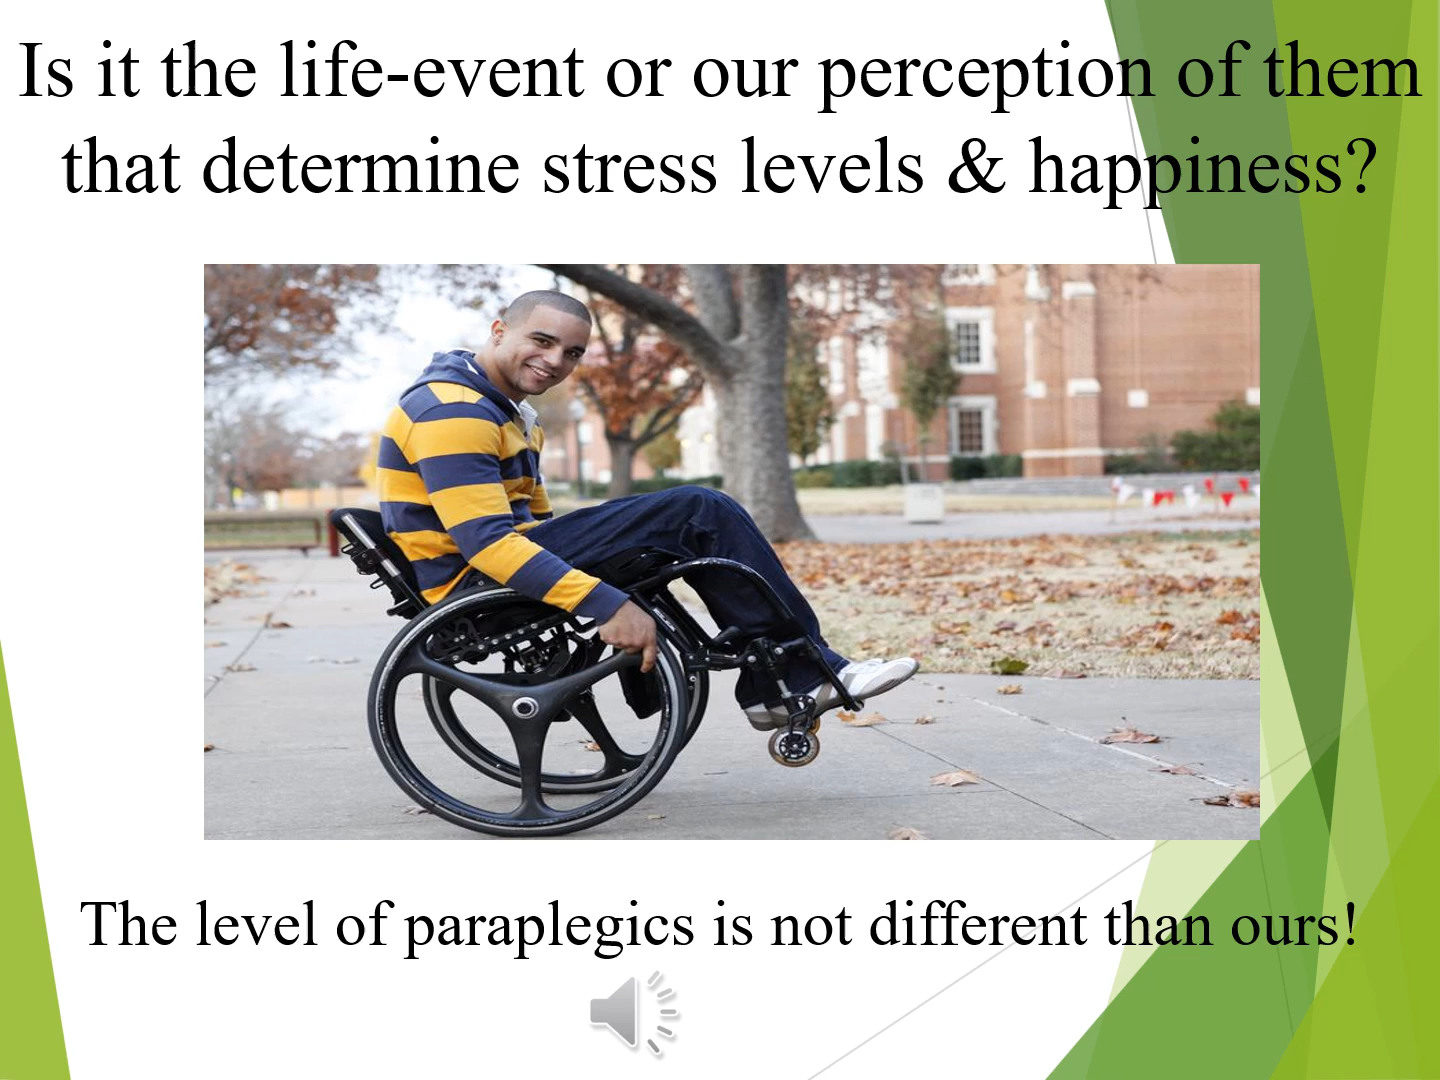 Is it the life-event or our perception of them
that determine stress levels & happiness?
The level of paraplegics is not different than ours!